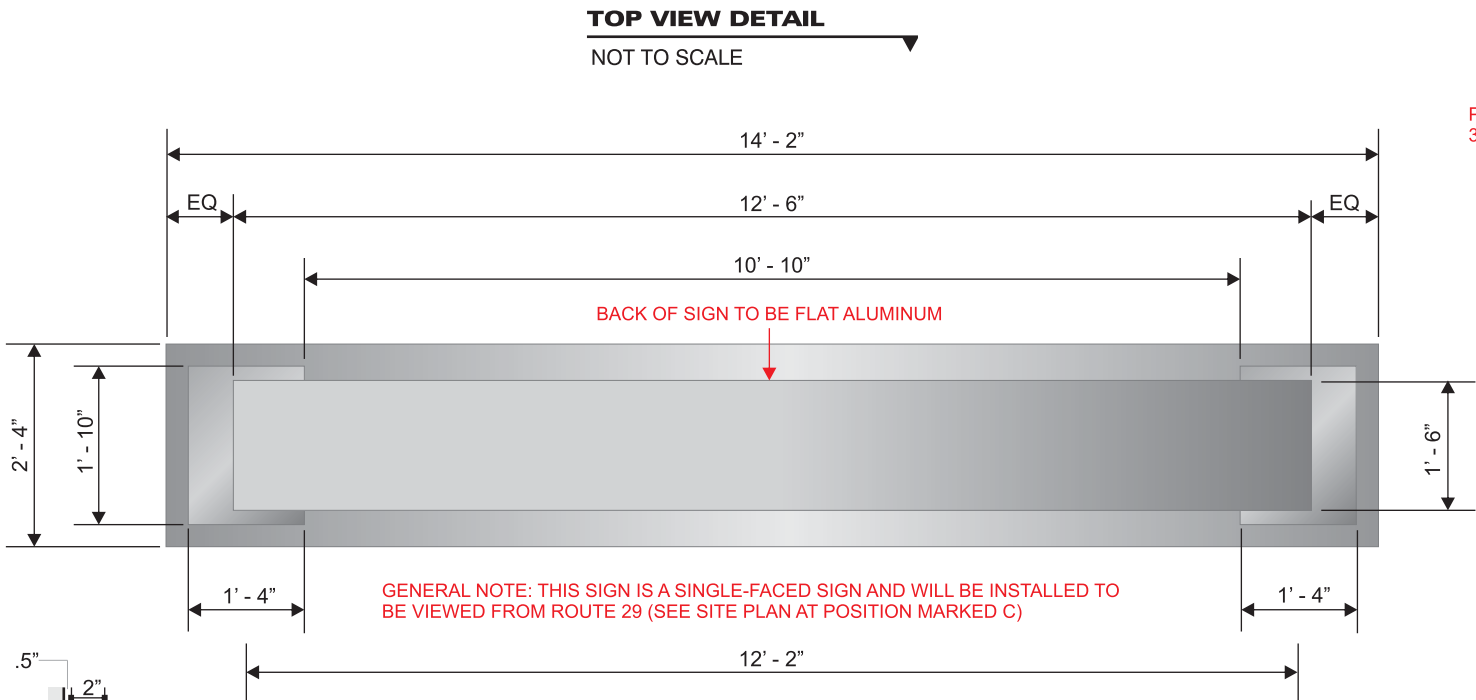 TOP VIEW DETAIL
NOT TO SCALE
14’ - 2”
EQ
12’ - 6”
EQ
10’ - 10”
BACK OF SIGN TO BE FLAT ALUMINUM
2’ - 4”
1’ - 10”
1’ - 6”
1’ - 4”
GENERAL NOTE: THIS SIGN IS A SINGLE-FACED SIGN AND WILL BE INSTALLED TO
BE VIEWED FROM ROUTE 29 (SEE SITE PLAN AT POSITION MARKED C)
1’ - 4”
12’ - 2”
.5”
2”